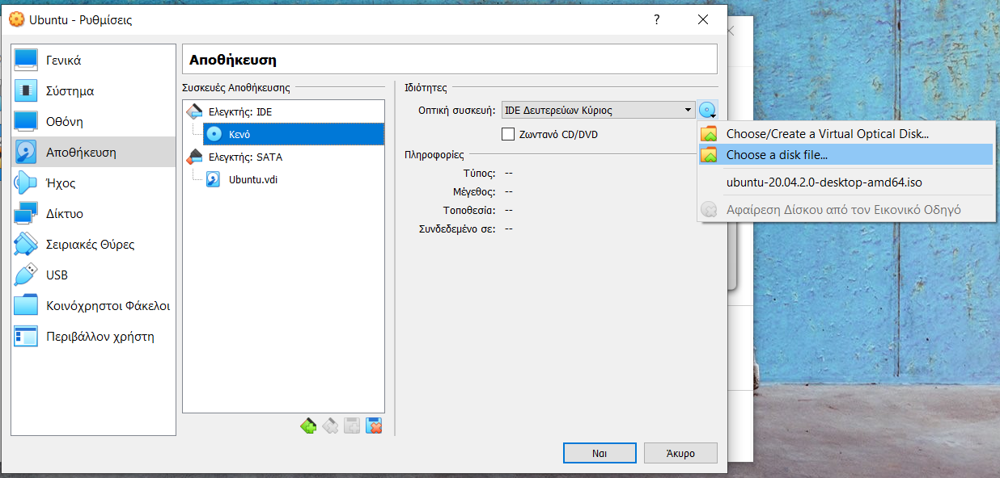 Ubuntu - Ρυθμίσεις
?
Γενικά
Σύστημα
Οθόνη
Αποθήκευση
Ήχος
Δίκτυο
Σειριακές Θύρες
USB
Κοινόχρηστοι Φάκελοι
Περιβάλλον χρήστη
Αποθήκευση
Συσκευές Αποθήκευσης
Ελεγκτής: IDE
Κενό
Ελεγκτής: SATA
Ubuntu.vdi
Ιδιότητες
Οπτική συσκευή: IDE Δευτερεύων Κύριος
Ζωντανό CD/DVD
Πληροφορίες
Τύπος: --
Μέγεθος: --
Τοποθεσία: --
Συνδεδεμένο σε: --
Choose/Create a Virtual Optical Disk...
Choose a disk file...
ubuntu-20.04.2.0-desktop-amd64.iso
Αφαίρεση Δίσκου από τον Εικονικό Οδηγό
Ναι
Άκυρο